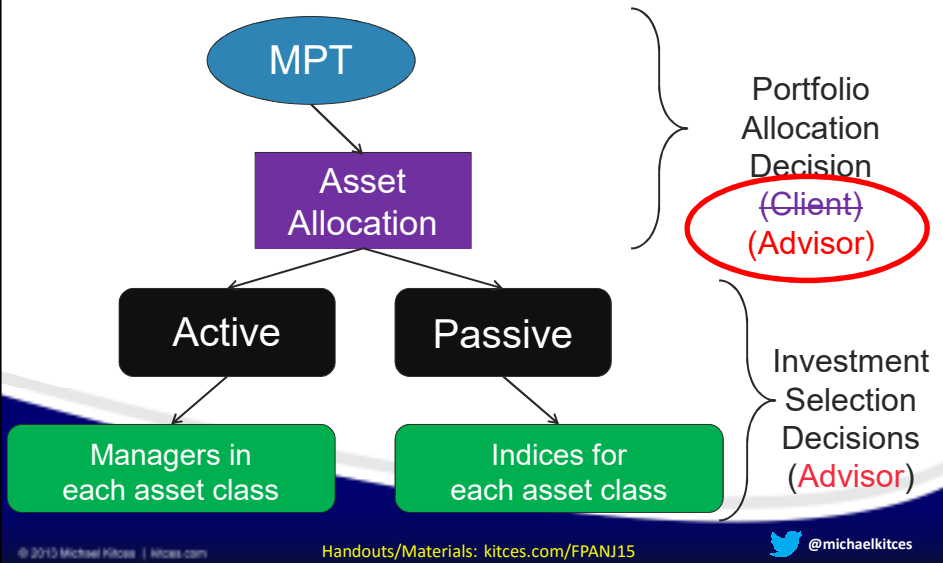 MPT
Asset
Allocation
Active
Passive
Managers in
each asset class
Indices for
each asset class
Portfolio
Allocation
Decision
(Client)
(Advisor)
Investment
Selection
Decisions
(Advisor)
© 2013 Michael Kitces | kitces.com
Handouts/Materials: kitces.com/FPANJ15
@michaelkitces